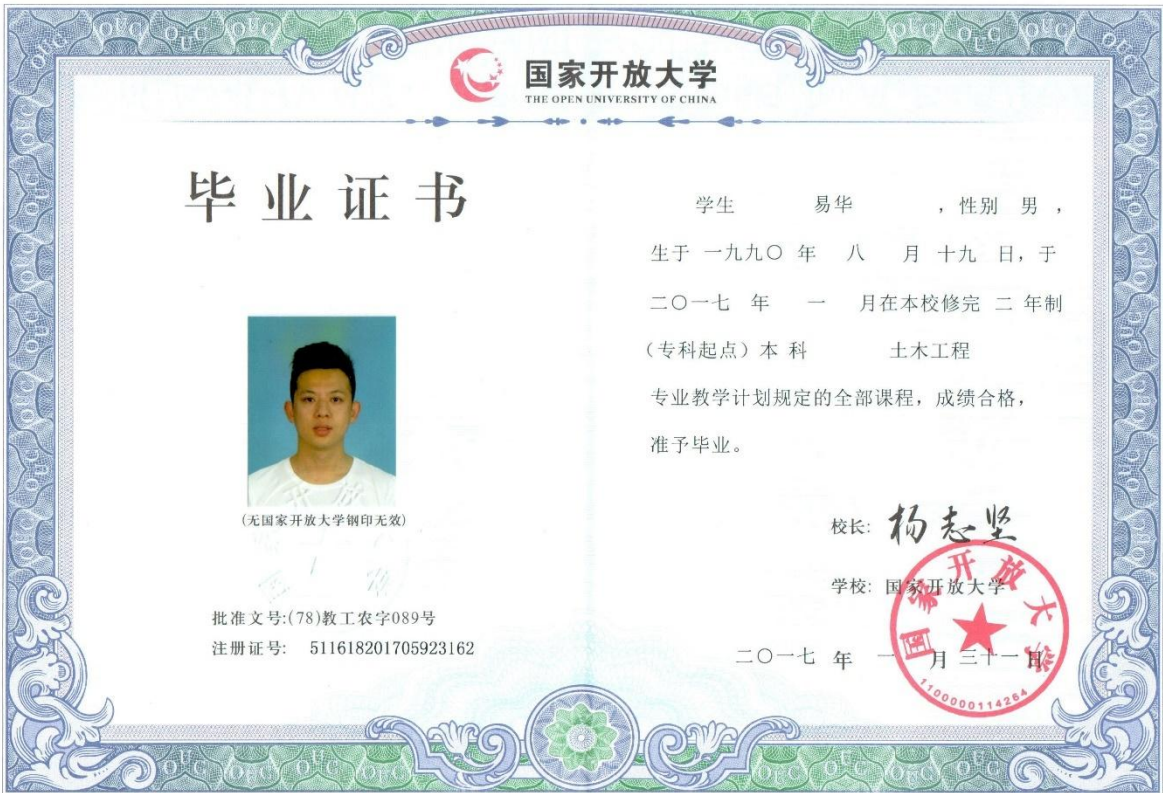 国家开放大学
THE OPEN UNIVERSITY OF CHINA
毕业证书
(无国家开放大学钢印无效)
批准文号:(78)教工农字089号
注册证号: 511618201705923162
学生 易华 ,性别 男 ,
生于 一九九〇 年 八 月 十九 日,于
二〇一七 年 一 月在本校修完 二 年制
(专科起点)本 科 土木工程
专业教学计划规定的全部课程,成绩合格,
准予毕业。
校长: 杨志坚
学校: 国家开放大学
二〇一七 年 一 月 三十一日
国家开放大学
1100000114264